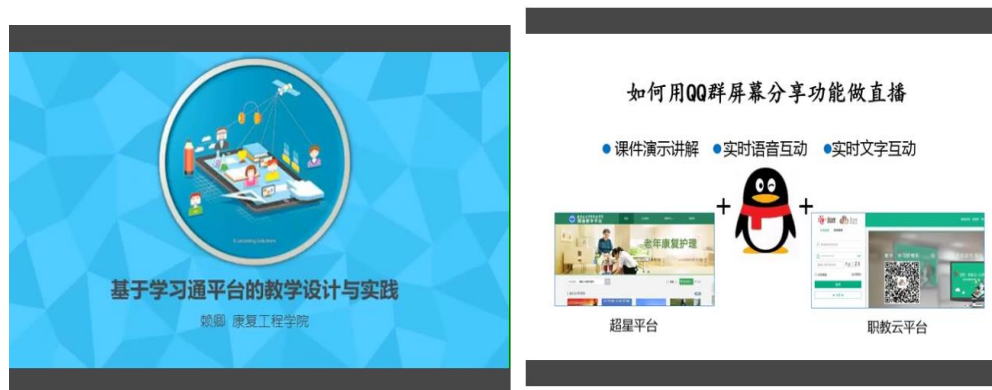 基于学习通平台的教学设计与实践
赖卿 康复工程学院
如何用QQ群屏幕分享功能做直播
●课件演示讲解 ●实时语音互动 ●实时文字互动
+ +
老年康复护理
超星平台
职教云平台